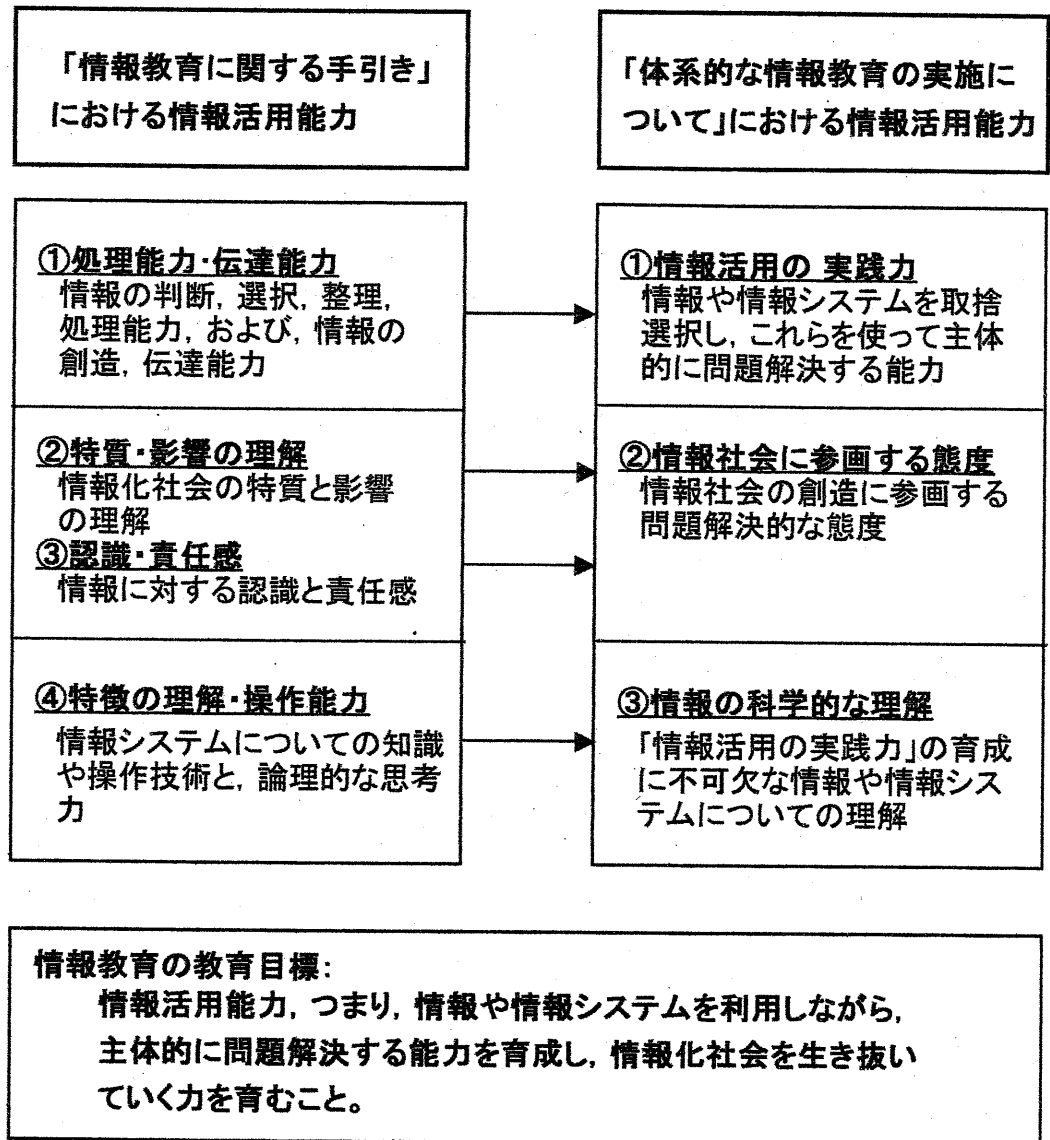 「情報教育に関する手引き」
における情報活用能力
「体系的な情報教育の実施に
ついて」における情報活用能力
①処理能力・伝達能力
情報の判断, 選択, 整理,
処理能力, および, 情報の
創造, 伝達能力
②特質・影響の理解
情報化社会の特質と影響
の理解
③認識・責任感
情報に対する認識と責任感
④特徴の理解・操作能力
情報システムについての知識
や操作技術と, 論理的な思考
力
①情報活用の 実践力
情報や情報システムを取捨
選択し, これらを使って主体
的に問題解決する能力
②情報社会に参画する態度
情報社会の創造に参画する
問題解決的な態度
③情報の科学的な理解
「情報活用の実践力」の育成
に不可欠な情報や情報シス
テムについての理解
情報教育の教育目標:
情報活用能力, つまり, 情報や情報システムを利用しながら,
主体的に問題解決する能力を育成し, 情報化社会を生き抜い
ていく力を育むこと。